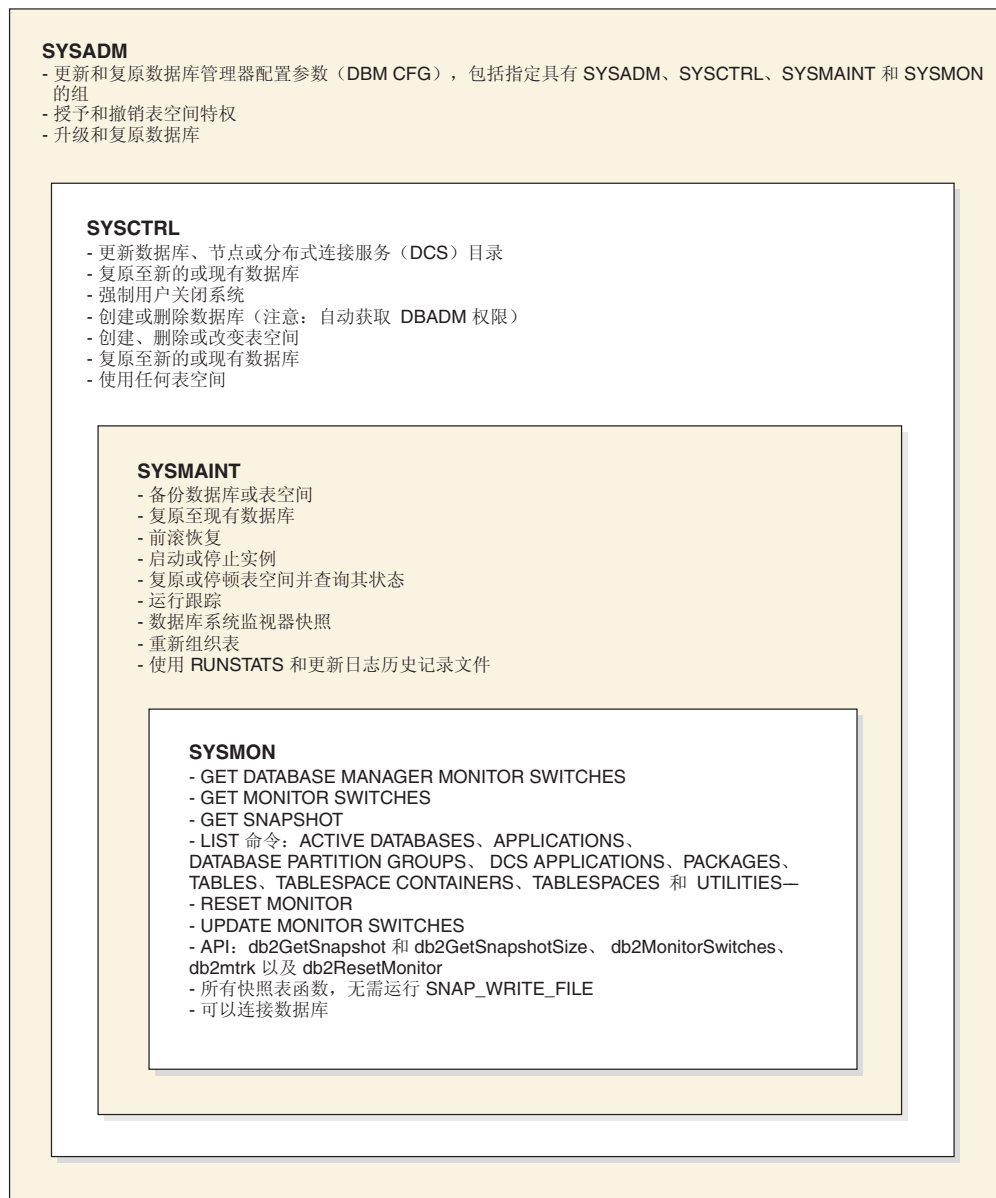 SYSADM
- 更新和复原数据库管理器配置参数（DBM CFG），包括指定具有 SYSADM、SYSCTRL、SYSMAINT 和 SYSMON
的组
- 授予和撤销表空间特权
- 升级和复原数据库
SYSCTRL
- 更新数据库、节点或分布式连接服务（DCS）目录
- 复原至新的或现有数据库
- 强制用户关闭系统
- 创建或删除数据库（注意：自动获取 DBADM 权限）
- 创建、删除或改变表空间
- 复原至新的或现有数据库
- 使用任何表空间
SYSMAINT
- 备份数据库或表空间
- 复原至现有数据库
- 前滚恢复
- 启动或停止实例
- 复原或停顿表空间并查询其状态
- 运行跟踪
- 数据库系统监视器快照
- 重新组织表
- 使用 RUNSTATS 和更新日志历史记录文件
SYSMON
- GET DATABASE MANAGER MONITOR SWITCHES
- GET MONITOR SWITCHES
- GET SNAPSHOT
- LIST 命令：ACTIVE DATABASES、APPLICATIONS、
DATABASE PARTITION GROUPS、 DCS APPLICATIONS、PACKAGES、
TABLES、TABLESPACE CONTAINERS、TABLESPACES 和 UTILITIES—
- RESET MONITOR
- UPDATE MONITOR SWITCHES
- API：db2GetSnapshot 和 db2GetSnapshotSize、 db2MonitorSwitches、
db2mtrk 以及 db2ResetMonitor
- 所有快照表函数，无需运行 SNAP_WRITE_FILE
- 可以连接数据库